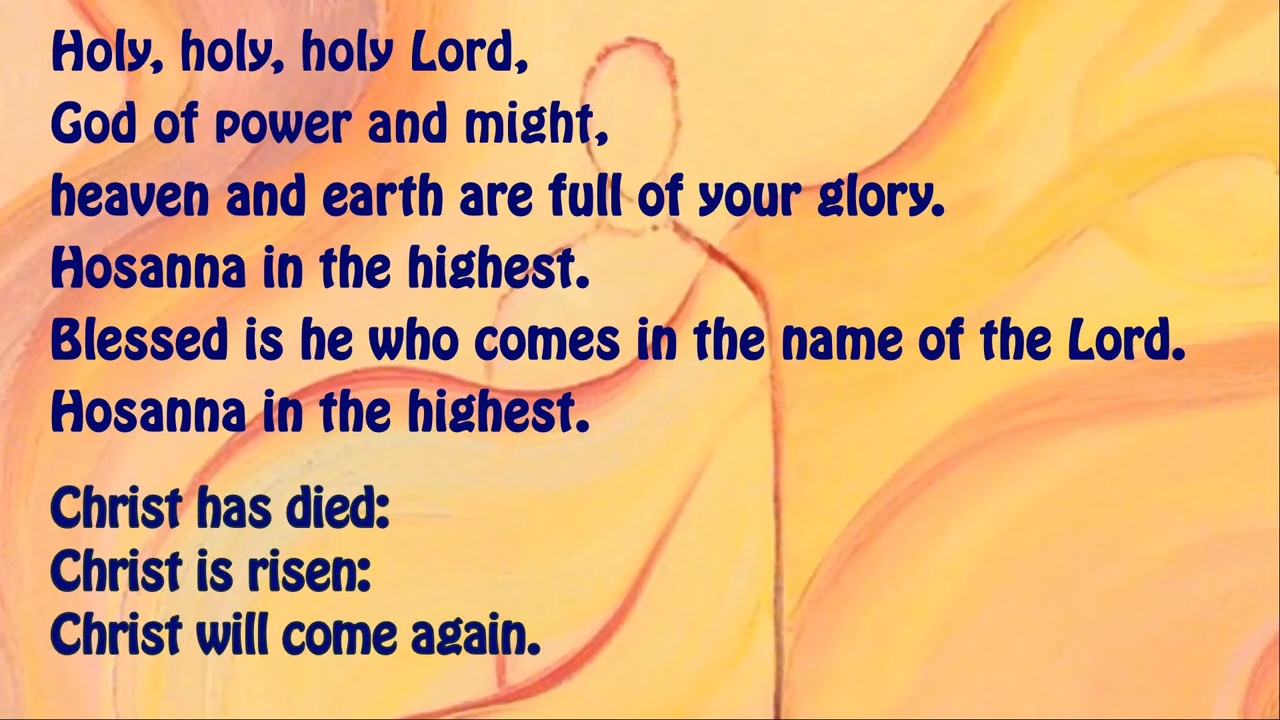 Holy, holy, holy Lord,
God of power and might,
heaven and earth are full of your glory.
Hosanna in the highest.
Blessed is he who comes in the name of the Lord.
Hosanna in the highest.
Christ has died:
Christ is risen:
Christ will come again.